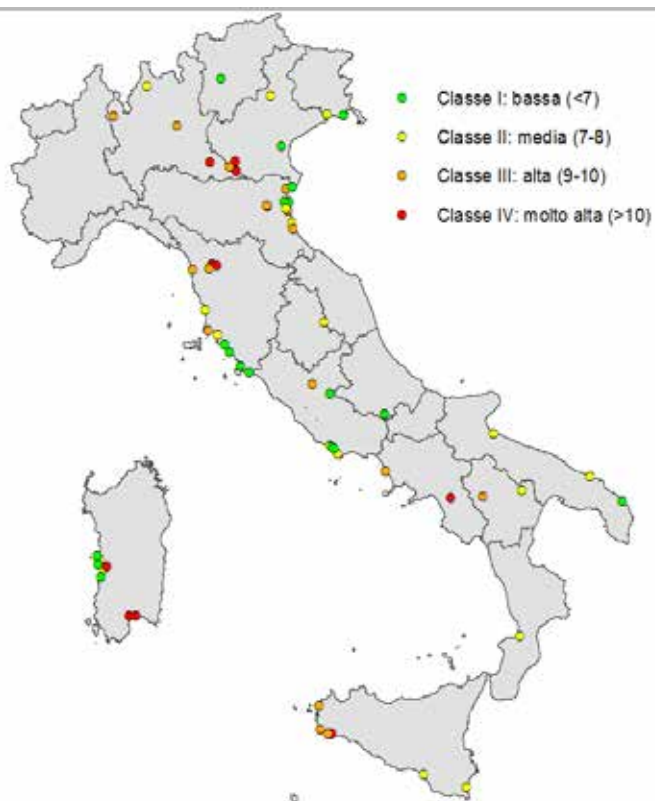 Classe I: bassa (<7)
Classe II: media (7-8)
Classe III: alta (9-10)
Classe IV: molto alta (>10)